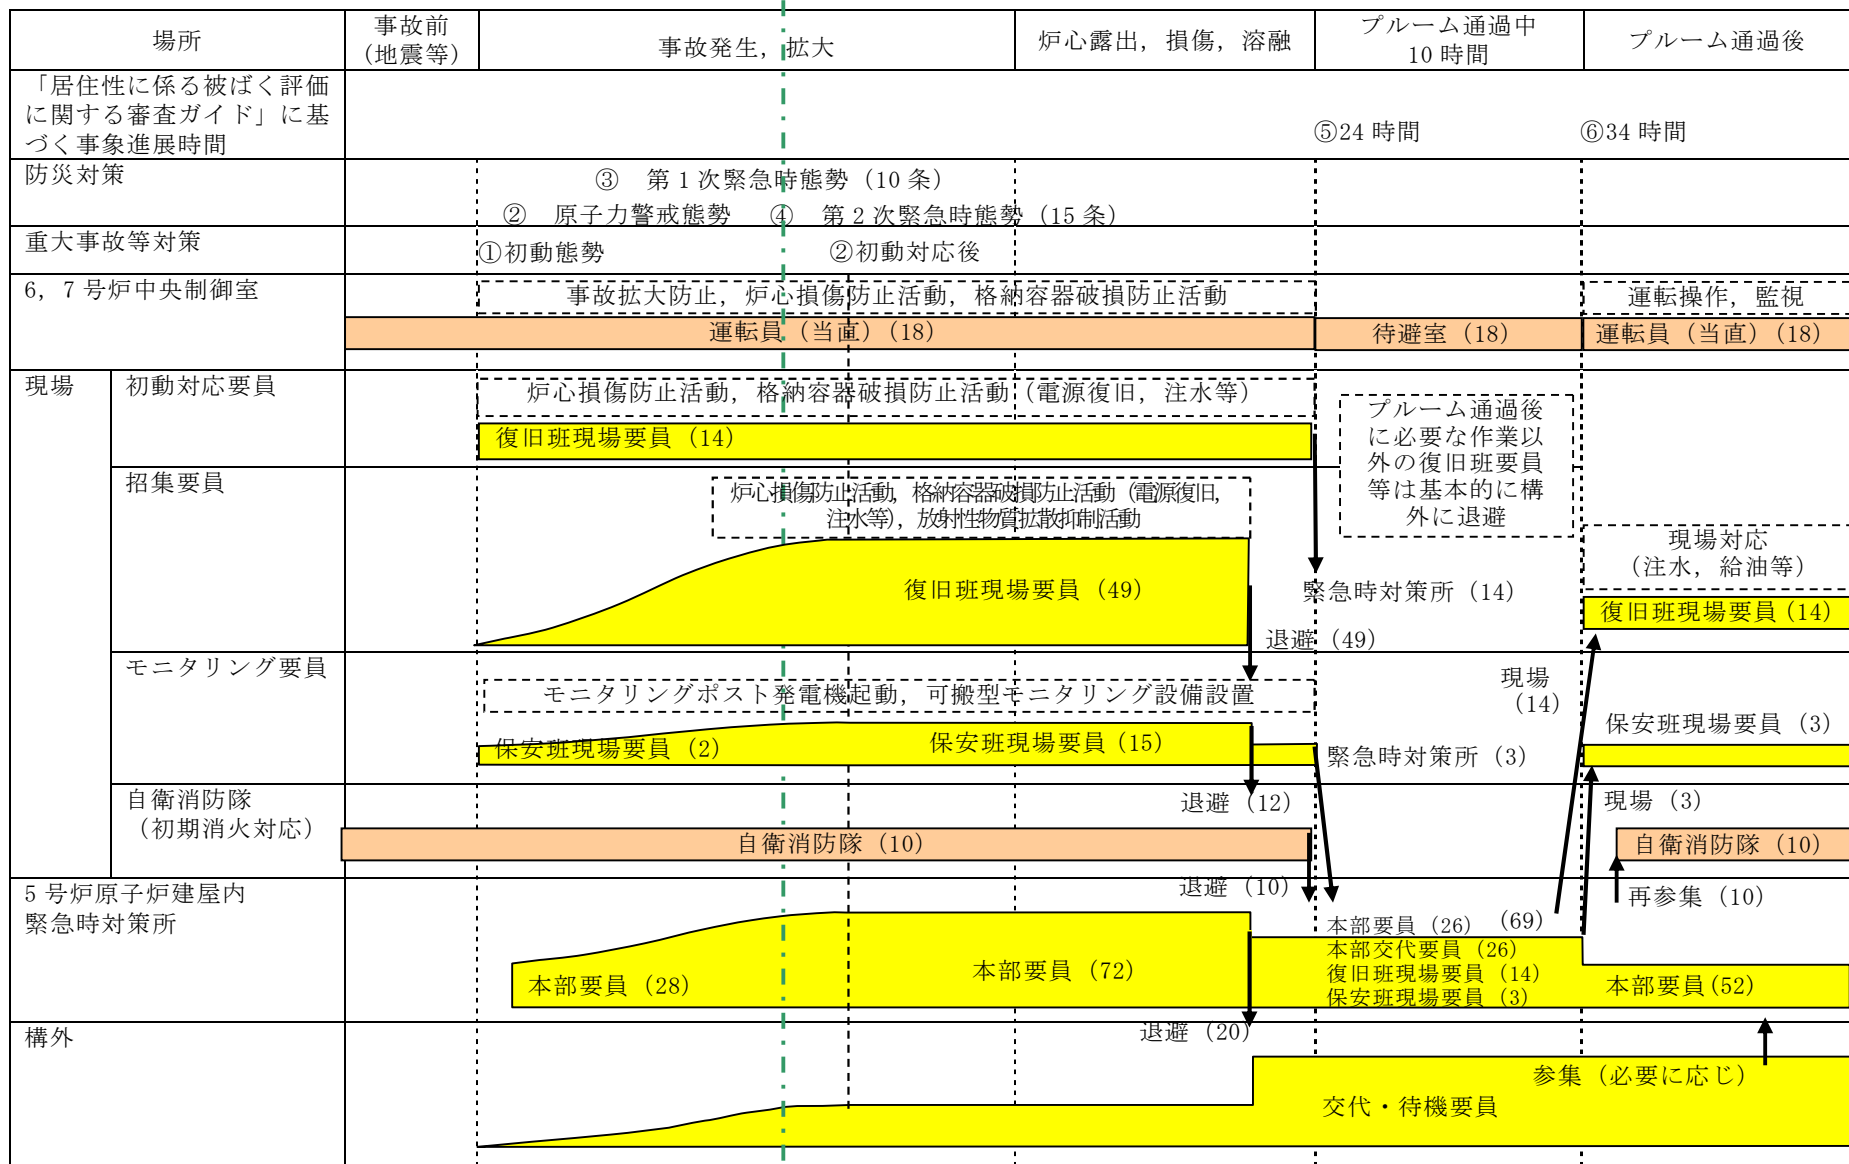 場所
事故前
(地震等)
事故発生，拡大
炉心露出，損傷，溶融
プルーム通過中
10 時間
プルーム通過後
「居住性に係る被ばく評価
に関する審査ガイド」に基
づく事象進展時間
⑤24 時間
⑥34 時間
防災対策
③ 第 1 次緊急時態勢（10 条）
② 原子力警戒態勢
④ 第 2 次緊急時態勢（15 条）
重大事故等対策
①初動態勢
②初動対応後
6，7 号炉中央制御室
事故拡大防止，炉心損傷防止活動，格納容器破損防止活動
運転操作，監視
運転員（当直）（18）
待避室（18）
運転員（当直）（18）
現場
初動対応要員
炉心損傷防止活動，格納容器破損防止活動（電源復旧，注水等）
復旧班現場要員（14）
プルーム通過後
に必要な作業以
外の復旧班要員
等は基本的に構
外に退避
招集要員
炉心損傷防止活動，格納容器破損防止活動（電源復旧，
注水等），放射性物質拡散抑制活動
復旧班現場要員（49）
緊急時対策所（14）
退避（49）
現場対応
（注水，給油等）
復旧班現場要員（14）
モニタリング要員
モニタリングポスト発電機起動，可搬型モニタリング設備設置
現場
（14）
保安班現場要員（2）
保安班現場要員（15）
緊急時対策所（3）
保安班現場要員（3）
退避（12）
現場（3）
自衛消防隊
（初期消火対応）
自衛消防隊（10）
自衛消防隊（10）
退避（10）
再参集（10）
5 号炉原子炉建屋内
緊急時対策所
本部要員（28）
本部要員（72）
本部要員（26）
（69）
本部交代要員（26）
復旧班現場要員（14）
保安班現場要員（3）
本部要員（52）
退避（20）
構外
参集（必要に応じ）
交代・待機要員